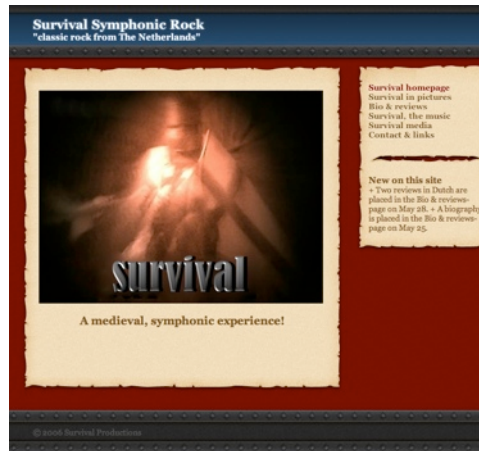 Survival Symphonic Rock
"classic rock from The Netherlands"
survival
A medieval, symphonic experience!
Survival homepage
Survival in pictures
Bio & reviews
Survival, the music
Survival media
Contact & links
New on this site
+ Two reviews in Dutch are
placed in the Bio & reviews-
page on May 28. + A biography
is placed in the Bio & reviews-
page on May 25.
© 2006 Survival Productions